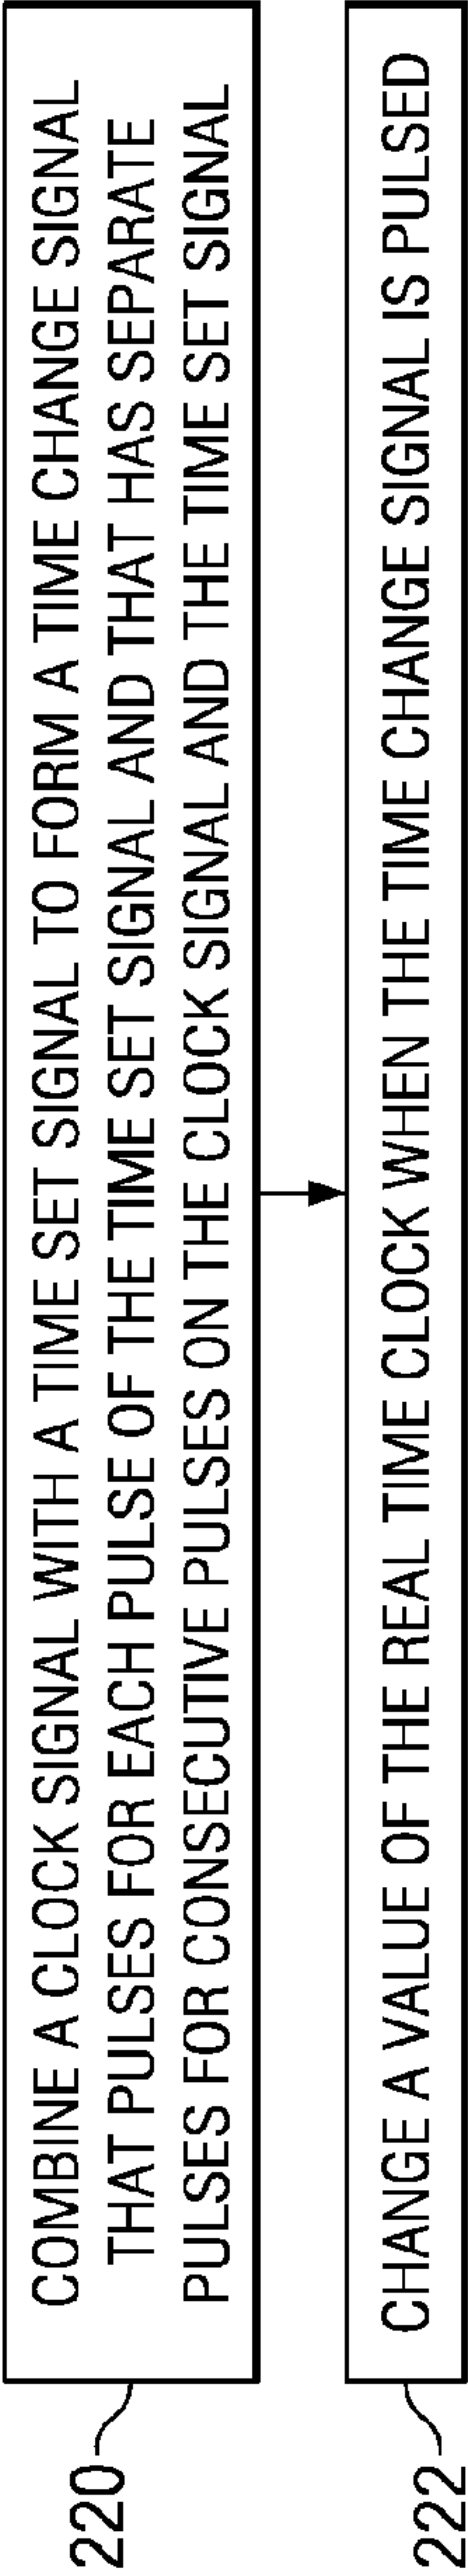 COMBINE A CLOCK SIGNAL WITH A TIME SET SIGNAL TO FORM A TIME CHANGE SIGNAL
THAT PULSES FOR EACH PULSE OF THE TIME SET SIGNAL AND THAT HAS SEPARATE
PULSES FOR CONSECUTIVE PULSES ON THE CLOCK SIGNAL AND THE TIME SET SIGNAL
220
CHANGE A VALUE OF THE REAL TIME CLOCK WHEN THE TIME CHANGE SIGNAL IS PULSED
222